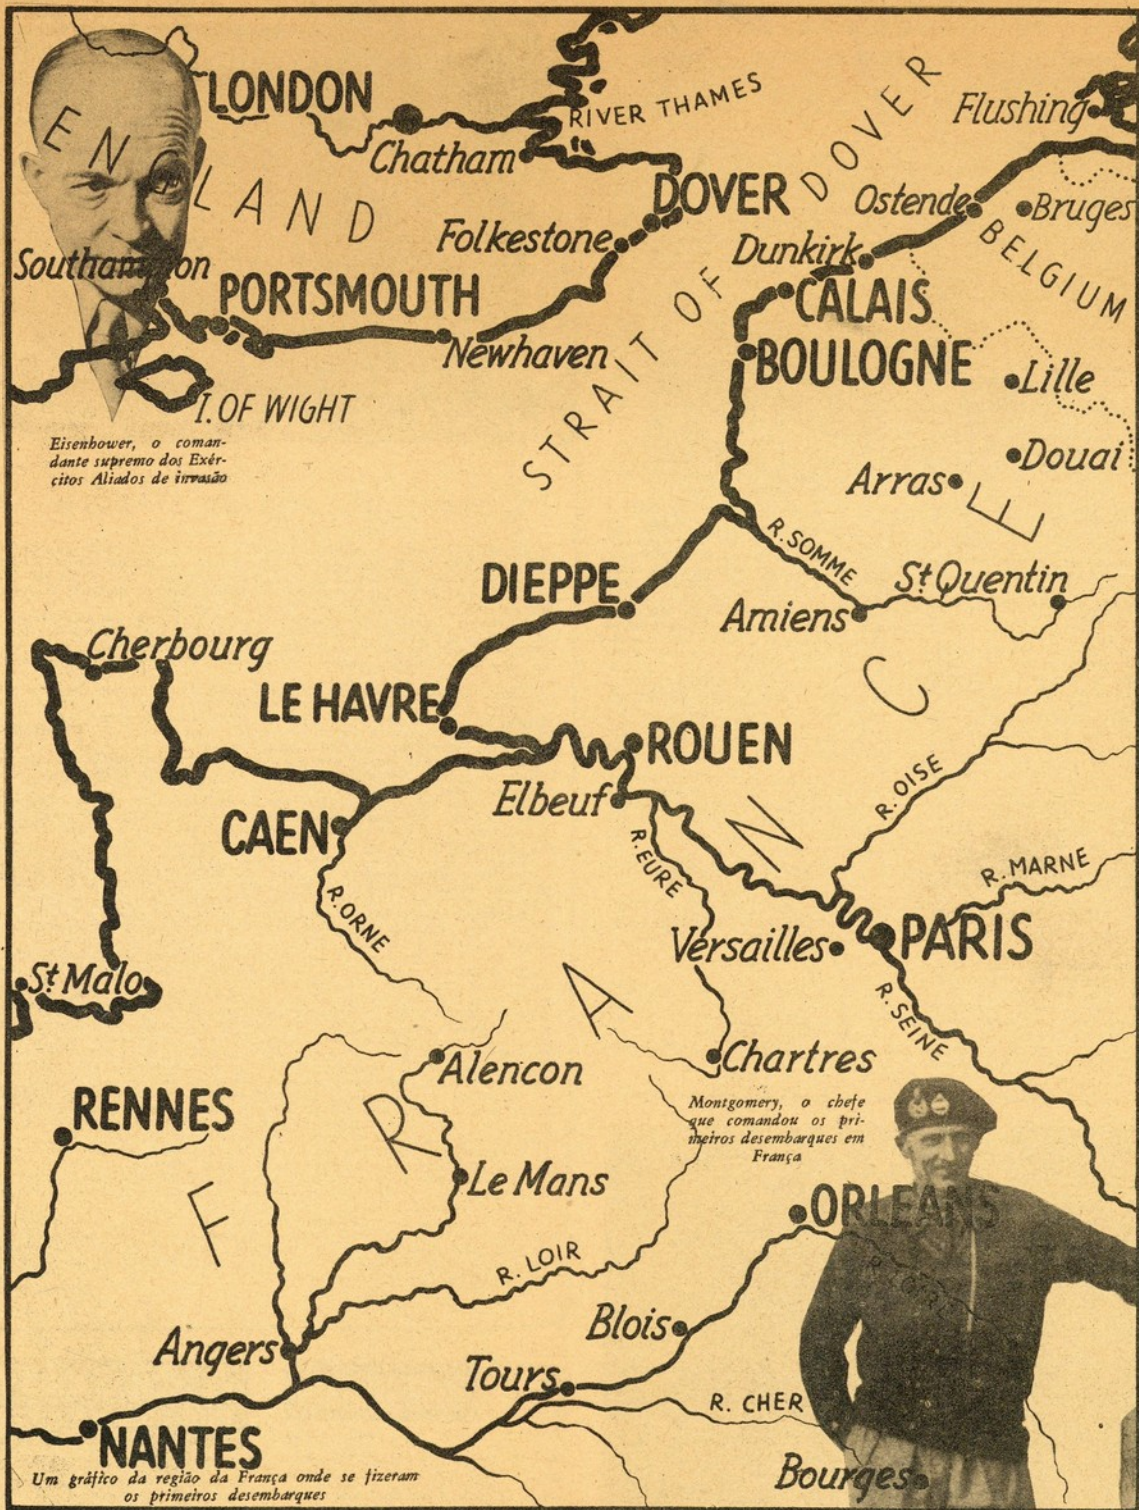 LONDON
RIVER THAMES
Flushing
ENGLAND
Chatham
DOVER
STRAIT OF DOVER
Ostende
Bruges
Folkestone
Dunkirk
BELGIUM
Southampton
PORTSMOUTH
CALAIS
Newhaven
BOULOGNE
Lille
I. OF WIGHT
Eisenhower, o coman-
dante supremo dos Exér-
citos Aliados de invasão
Douai
Arras
R. SOMME
DIEPPE
St Quentin
Amiens
Cherbourg
LE HAVRE
ROUEN
Elbeuf
R. OISE
CAEN
R. EURE
R. MARNE
R. ORNE
Versailles
PARIS
St Malo
R. SEINE
FRANCE
Alencon
Chartres
RENNES
Montgomery, o chefe
que comandou os pri-
meiros desembarques em
França
Le Mans
ORLEANS
R. LOIRE
R. LOIR
Blois
Angers
Tours
R. CHER
NANTES
Bourges
Um gráfico da região da França onde se fizeram
os primeiros desembarques